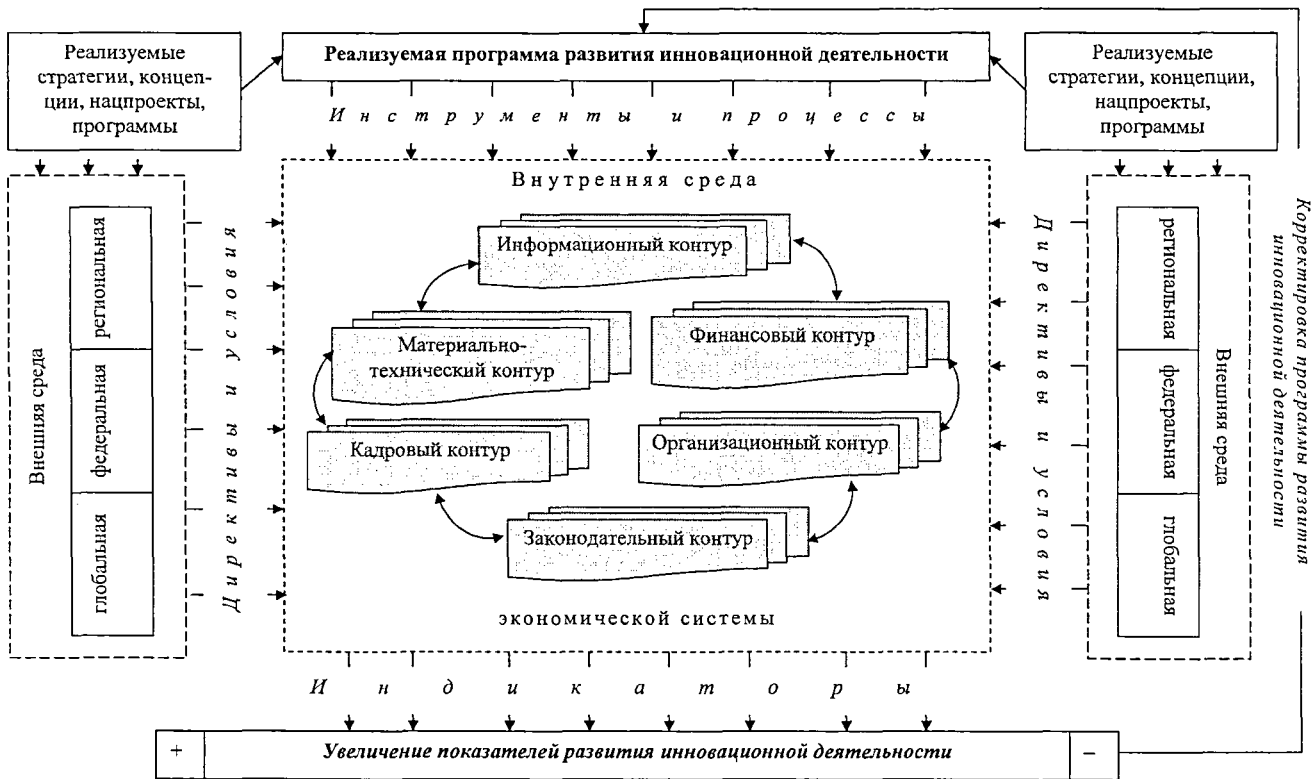 Реализуемые
стратегии, концеп-
ции, нацпроекты,
программы
Реализуемая программа развития инновационной деятельности
Реализуемые
стратегии, концепции,
нацпроекты,
программы
Инструменты и процессы
Внутренняя среда
Информационный контур
Материально-
технический контур
Финансовый контур
Кадровый контур
Организационный контур
Законодательный контур
экономической системы
Внешняя среда
региональная
федеральная
глобальная
Директивы и условия
Директивы и условия
региональная
федеральная
глобальная
Внешняя среда
Корректировка программы развития
инновационной деятельности
Индикаторы
+
Увеличение показателей развития инновационной деятельности
–